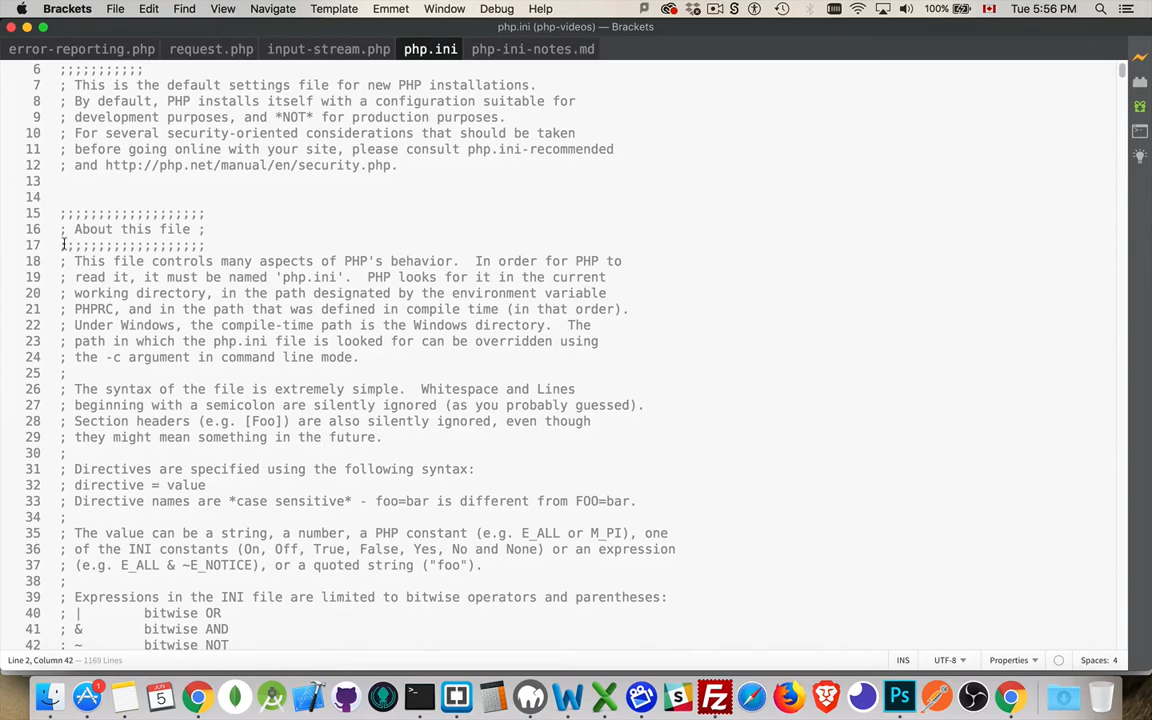 Brackets File Edit Find View Navigate Template Emmet Window Debug Help 100% Tue 5:56 PM
php.ini (php-videos) — Brackets
error-reporting.php request.php input-stream.php php.ini php-ini-notes.md
6 ;;;;;;;;;;;
7 ; This is the default settings file for new PHP installations.
8 ; By default, PHP installs itself with a configuration suitable for
9 ; development purposes, and *NOT* for production purposes.
10 ; For several security-oriented considerations that should be taken
11 ; before going online with your site, please consult php.ini-recommended
12 ; and http://php.net/manual/en/security.php.
13
14
15 ;;;;;;;;;;;;;;;;;;;
16 ; About this file ;
17 ;;;;;;;;;;;;;;;;;;;
18 ; This file controls many aspects of PHP's behavior.  In order for PHP to
19 ; read it, it must be named 'php.ini'.  PHP looks for it in the current
20 ; working directory, in the path designated by the environment variable
21 ; PHPRC, and in the path that was defined in compile time (in that order).
22 ; Under Windows, the compile-time path is the Windows directory.  The
23 ; path in which the php.ini file is looked for can be overridden using
24 ; the -c argument in command line mode.
25 ;
26 ; The syntax of the file is extremely simple.  Whitespace and Lines
27 ; beginning with a semicolon are silently ignored (as you probably guessed).
28 ; Section headers (e.g. [Foo]) are also silently ignored, even though
29 ; they might mean something in the future.
30 ;
31 ; Directives are specified using the following syntax:
32 ; directive = value
33 ; Directive names are *case sensitive* - foo=bar is different from FOO=bar.
34 ;
35 ; The value can be a string, a number, a PHP constant (e.g. E_ALL or M_PI), one
36 ; of the INI constants (On, Off, True, False, Yes, No and None) or an expression
37 ; (e.g. E_ALL & ~E_NOTICE), or a quoted string ("foo").
38 ;
39 ; Expressions in the INI file are limited to bitwise operators and parentheses:
40 ; |        bitwise OR
41 ; &        bitwise AND
42 ; ~        bitwise NOT
Line 2, Column 42 — 1169 Lines INS UTF-8 Properties Spaces: 4